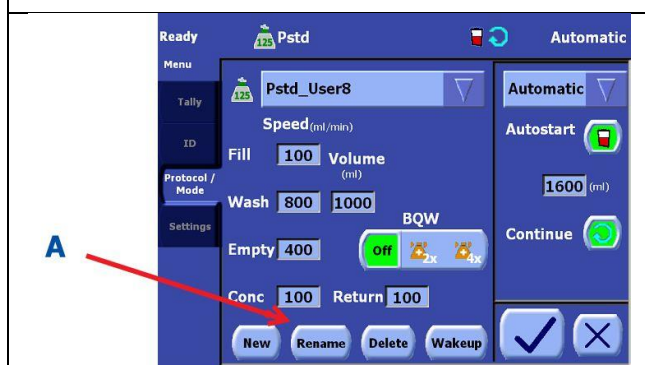 Ready 125 Pstd Automatic
Menu
Tally
ID
Protocol / Mode
Settings
125 Pstd_User8
Speed(ml/min)
Fill 100 Volume (ml)
Wash 800 1000
BQW
Empty 400 Off 2x 4x
Conc 100 Return 100
New Rename Delete Wakeup
Automatic
Autostart
1600 (ml)
Continue
A